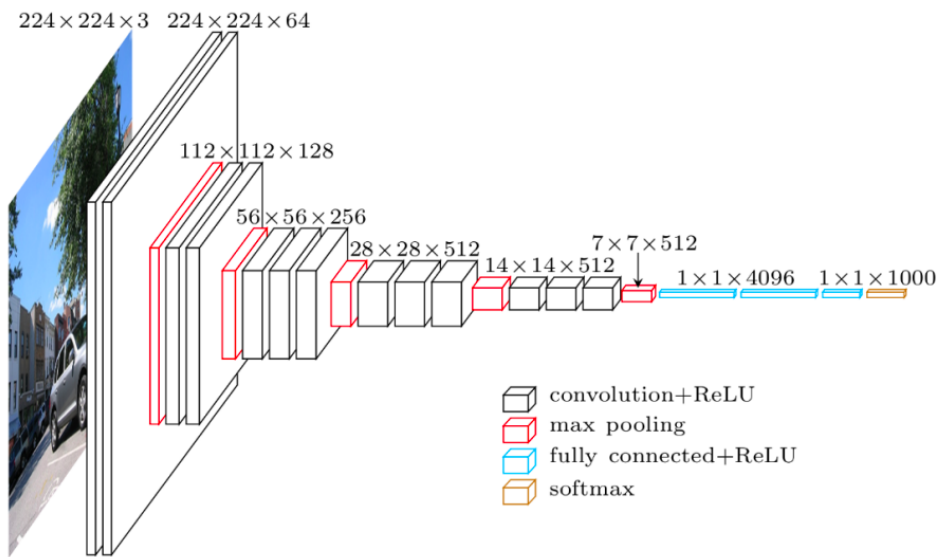 224×224×3
224×224×64
112×112×128
56×56×256
28×28×512
14×14×512
7×7×512
1×1×4096
1×1×1000
convolution+ReLU
max pooling
fully connected+ReLU
softmax